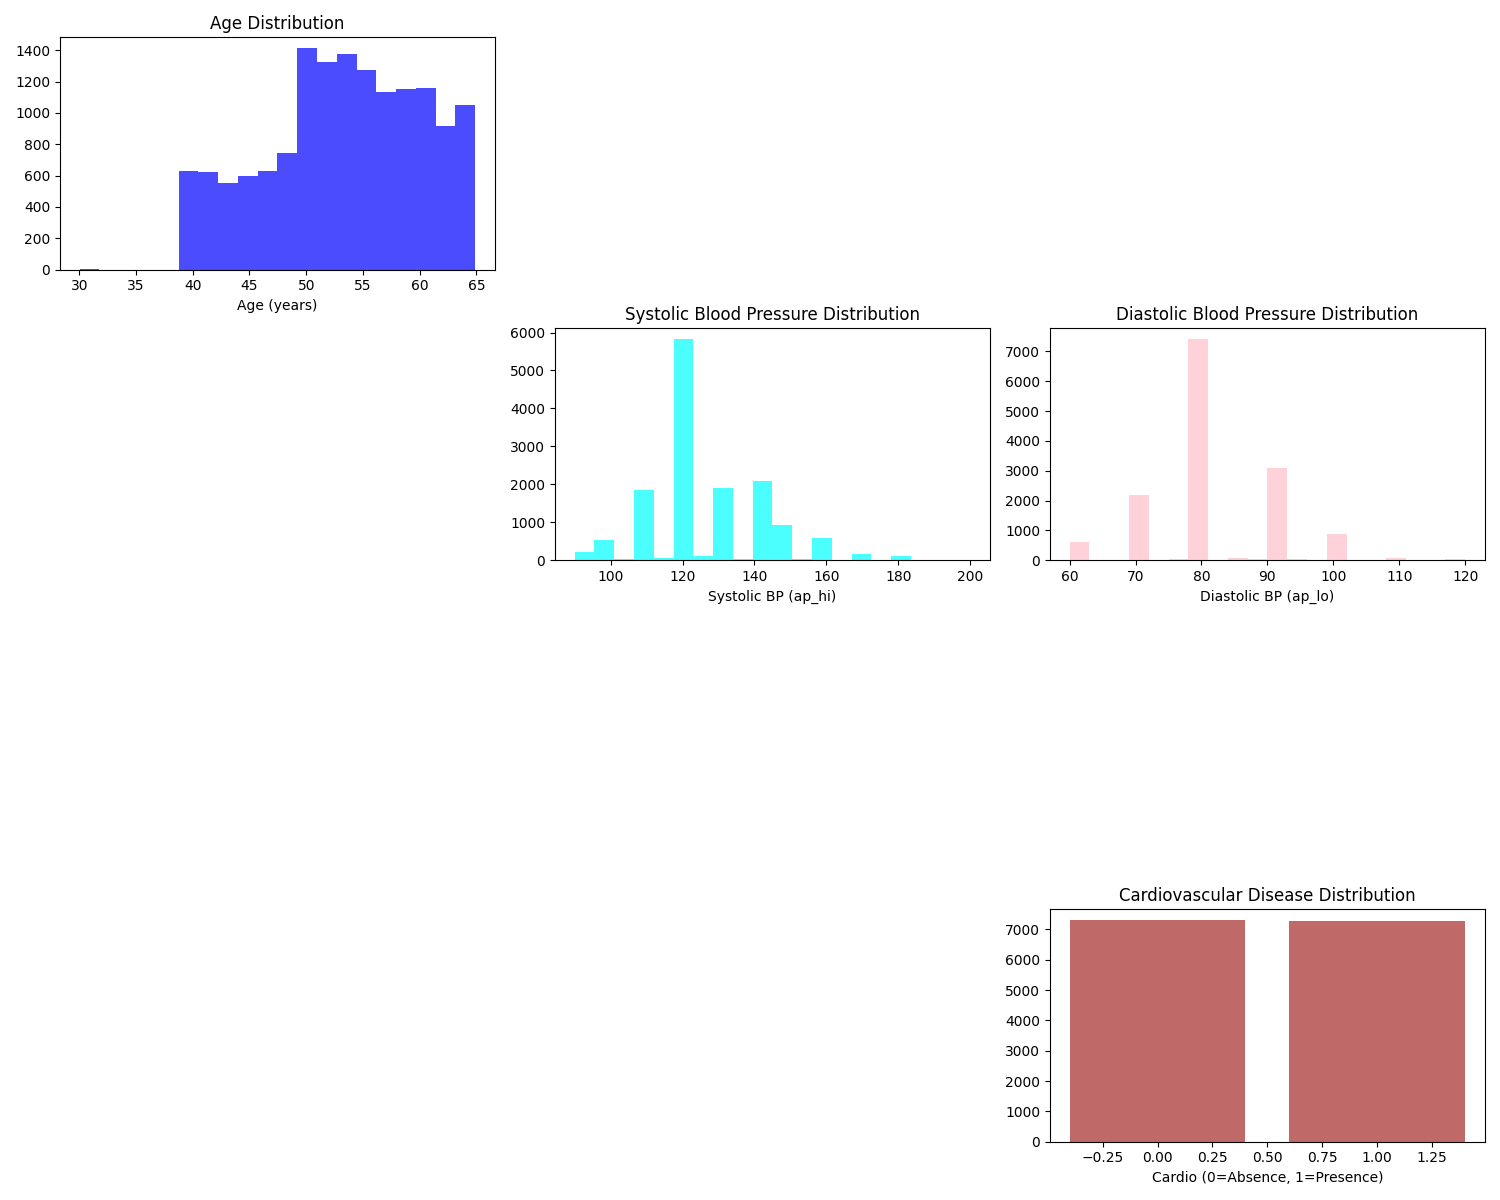 Age Distribution
1400
1200
1000
800
600
400
200
0
30 35 40 45 50 55 60 65
Age (years)
Systolic Blood Pressure Distribution
6000
5000
4000
3000
2000
1000
0
100 120 140 160 180 200
Systolic BP (ap_hi)
Diastolic Blood Pressure Distribution
7000
6000
5000
4000
3000
2000
1000
0
60 70 80 90 100 110 120
Diastolic BP (ap_lo)
Cardiovascular Disease Distribution
7000
6000
5000
4000
3000
2000
1000
0
−0.25 0.00 0.25 0.50 0.75 1.00 1.25
Cardio (0=Absence, 1=Presence)